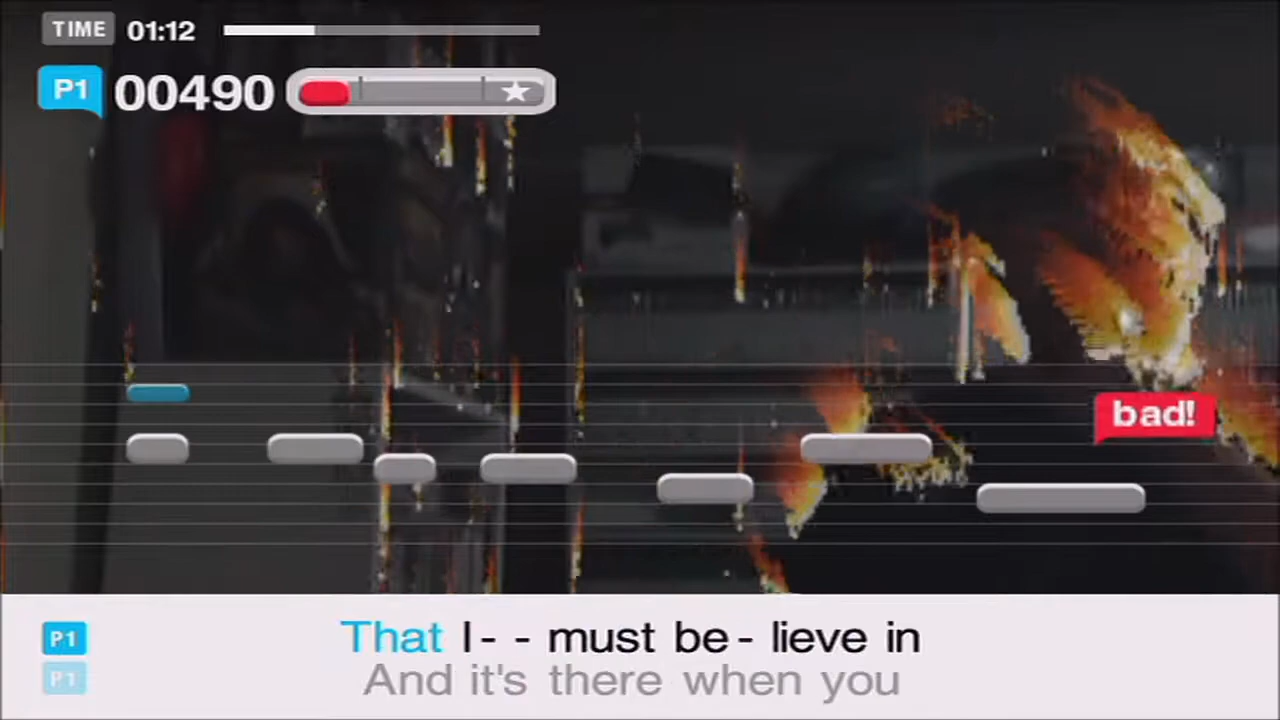 TIME 01:12
P1 00490
bad!
P1 That I- - must be- lieve in
P1 And it's there when you